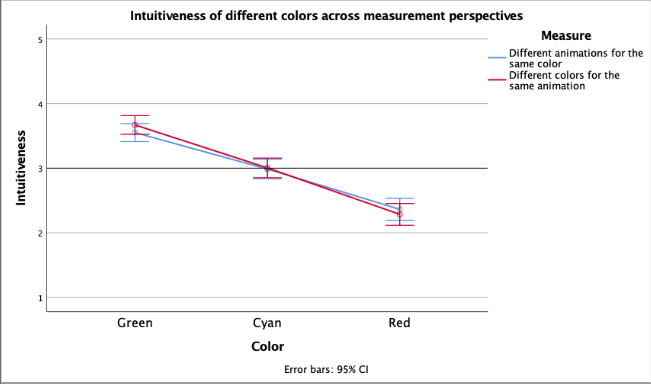 Intuitiveness of different colors across measurement perspectives
Measure
Different animations for the
same color
Different colors for the
same animation
Intuitiveness
5
4
3
2
1
Green Cyan Red
Color
Error bars: 95% CI